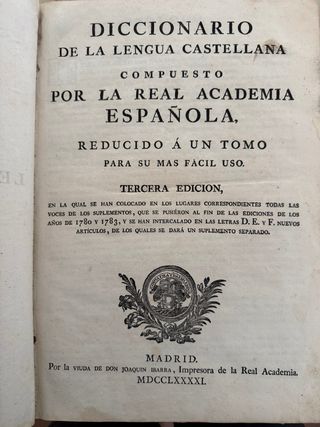 DICCIONARIO
DE LA LENGUA CASTELLANA
COMPUESTO
POR LA REAL ACADEMIA
ESPAÑOLA,
REDUCIDO Á UN TOMO
PARA SU MAS FÁCIL USO.
TERCERA EDICION,
EN LA QUAL SE HAN COLOCADO EN LOS LUGARES CORRESPONDIENTES TODAS LAS
VOCES DE LOS SUPLEMENTOS, QUE SE PUSIÉRON AL FIN DE LAS EDICIONES DE LOS
AÑOS DE 1780 Y 1783, Y SE HAN INTERCALADO EN LAS LETRAS D. E. Y F. NUEVOS
ARTÍCULOS, DE LOS QUALES SE DARÁ UN SUPLEMENTO SEPARADO.
MADRID.
Por la VIUDA DE DON JOAQUIN IBARRA, Impresora de la Real Academia.
MDCCLXXXXI.